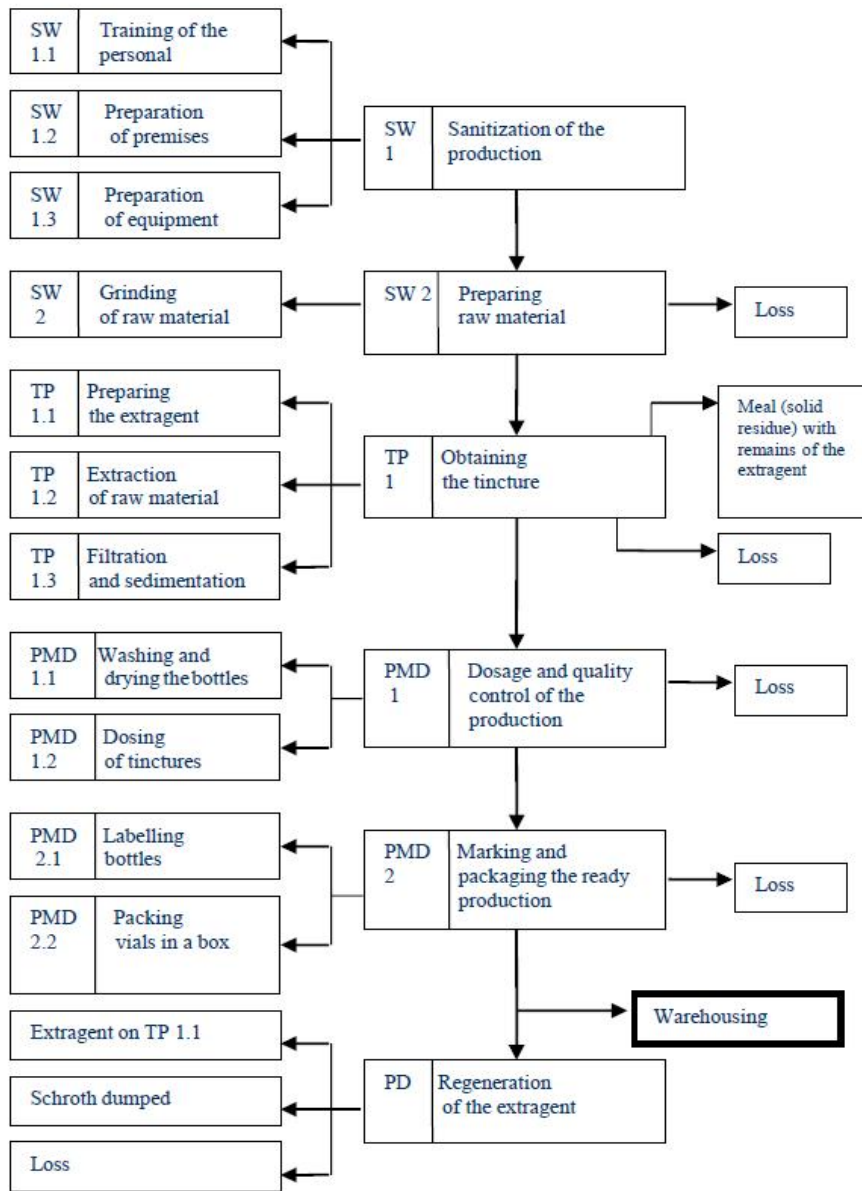 SW
1.1
Training of the
personal
SW
1.2
Preparation
of premises
SW
1.3
Preparation
of equipment
SW
1
Sanitization of the
production
SW
2
Grinding
of raw material
SW 2
Preparing
raw material
Loss
TP
1.1
Preparing
the extragent
TP
1.2
Extraction
of raw material
TP
1.3
Filtration
and sedimentation
TP
1
Obtaining
the tincture
Meal (solid
residue) with
remains of the
extragent
Loss
PMD
1.1
Washing and
drying the bottles
PMD
1.2
Dosing
of tinctures
PMD
1
Dosage and quality
control of the
production
Loss
PMD
2.1
Labelling
bottles
PMD
2.2
Packing
vials in a box
PMD
2
Marking and
packaging the ready
production
Loss
Warehousing
Extragent on TP 1.1
Schroth dumped
Loss
PD
Regeneration
of the extragent